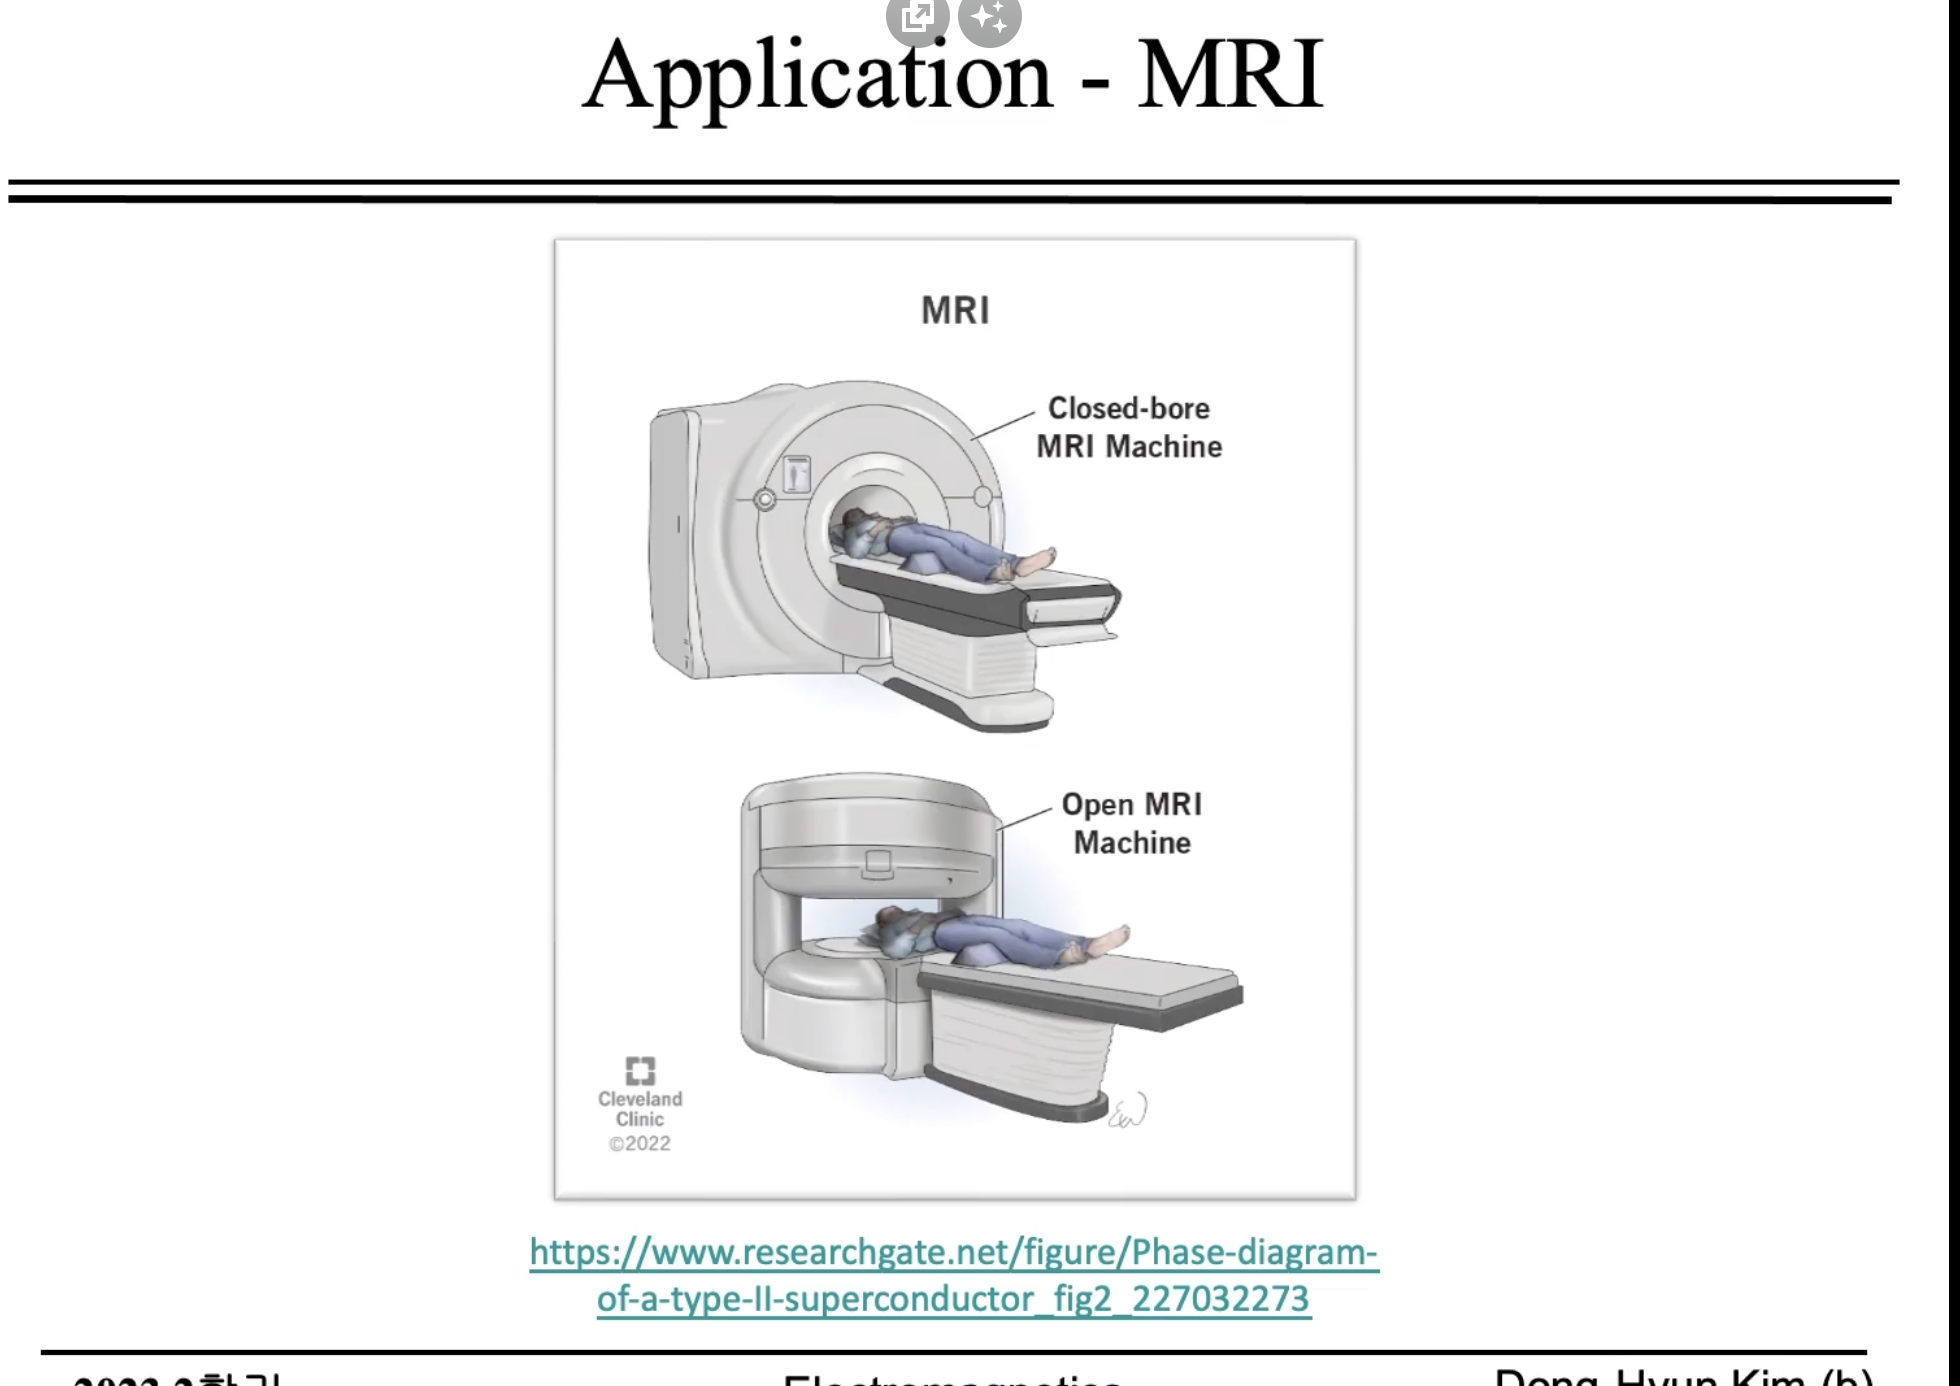 Application - MRI
MRI
Closed-bore
MRI Machine
Open MRI
Machine
Cleveland
Clinic
©2022
https://www.researchgate.net/figure/Phase-diagram-
of-a-type-II-superconductor_fig2_227032273
Electromagnetics
Dong-Hyun Kim (b)